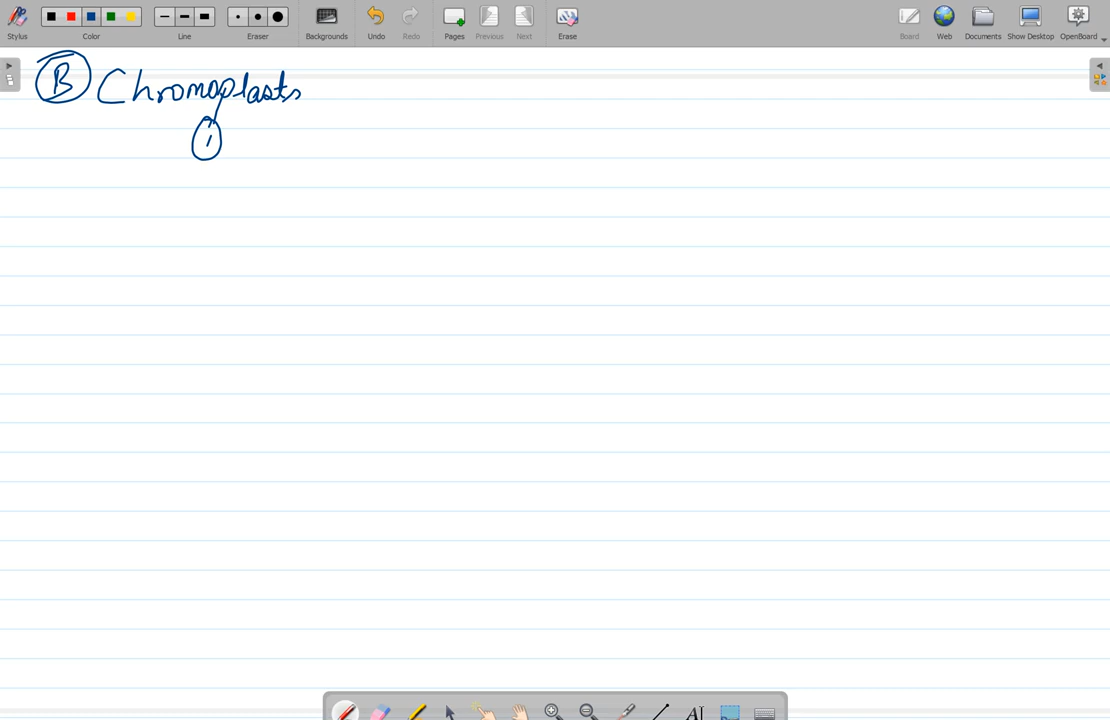 Stylus
Color
Line
Eraser
Backgrounds
Undo
Redo
Pages
Previous
Next
Erase
Board
Web
Documents
Show Desktop
OpenBoard
B Chromoplasts
1